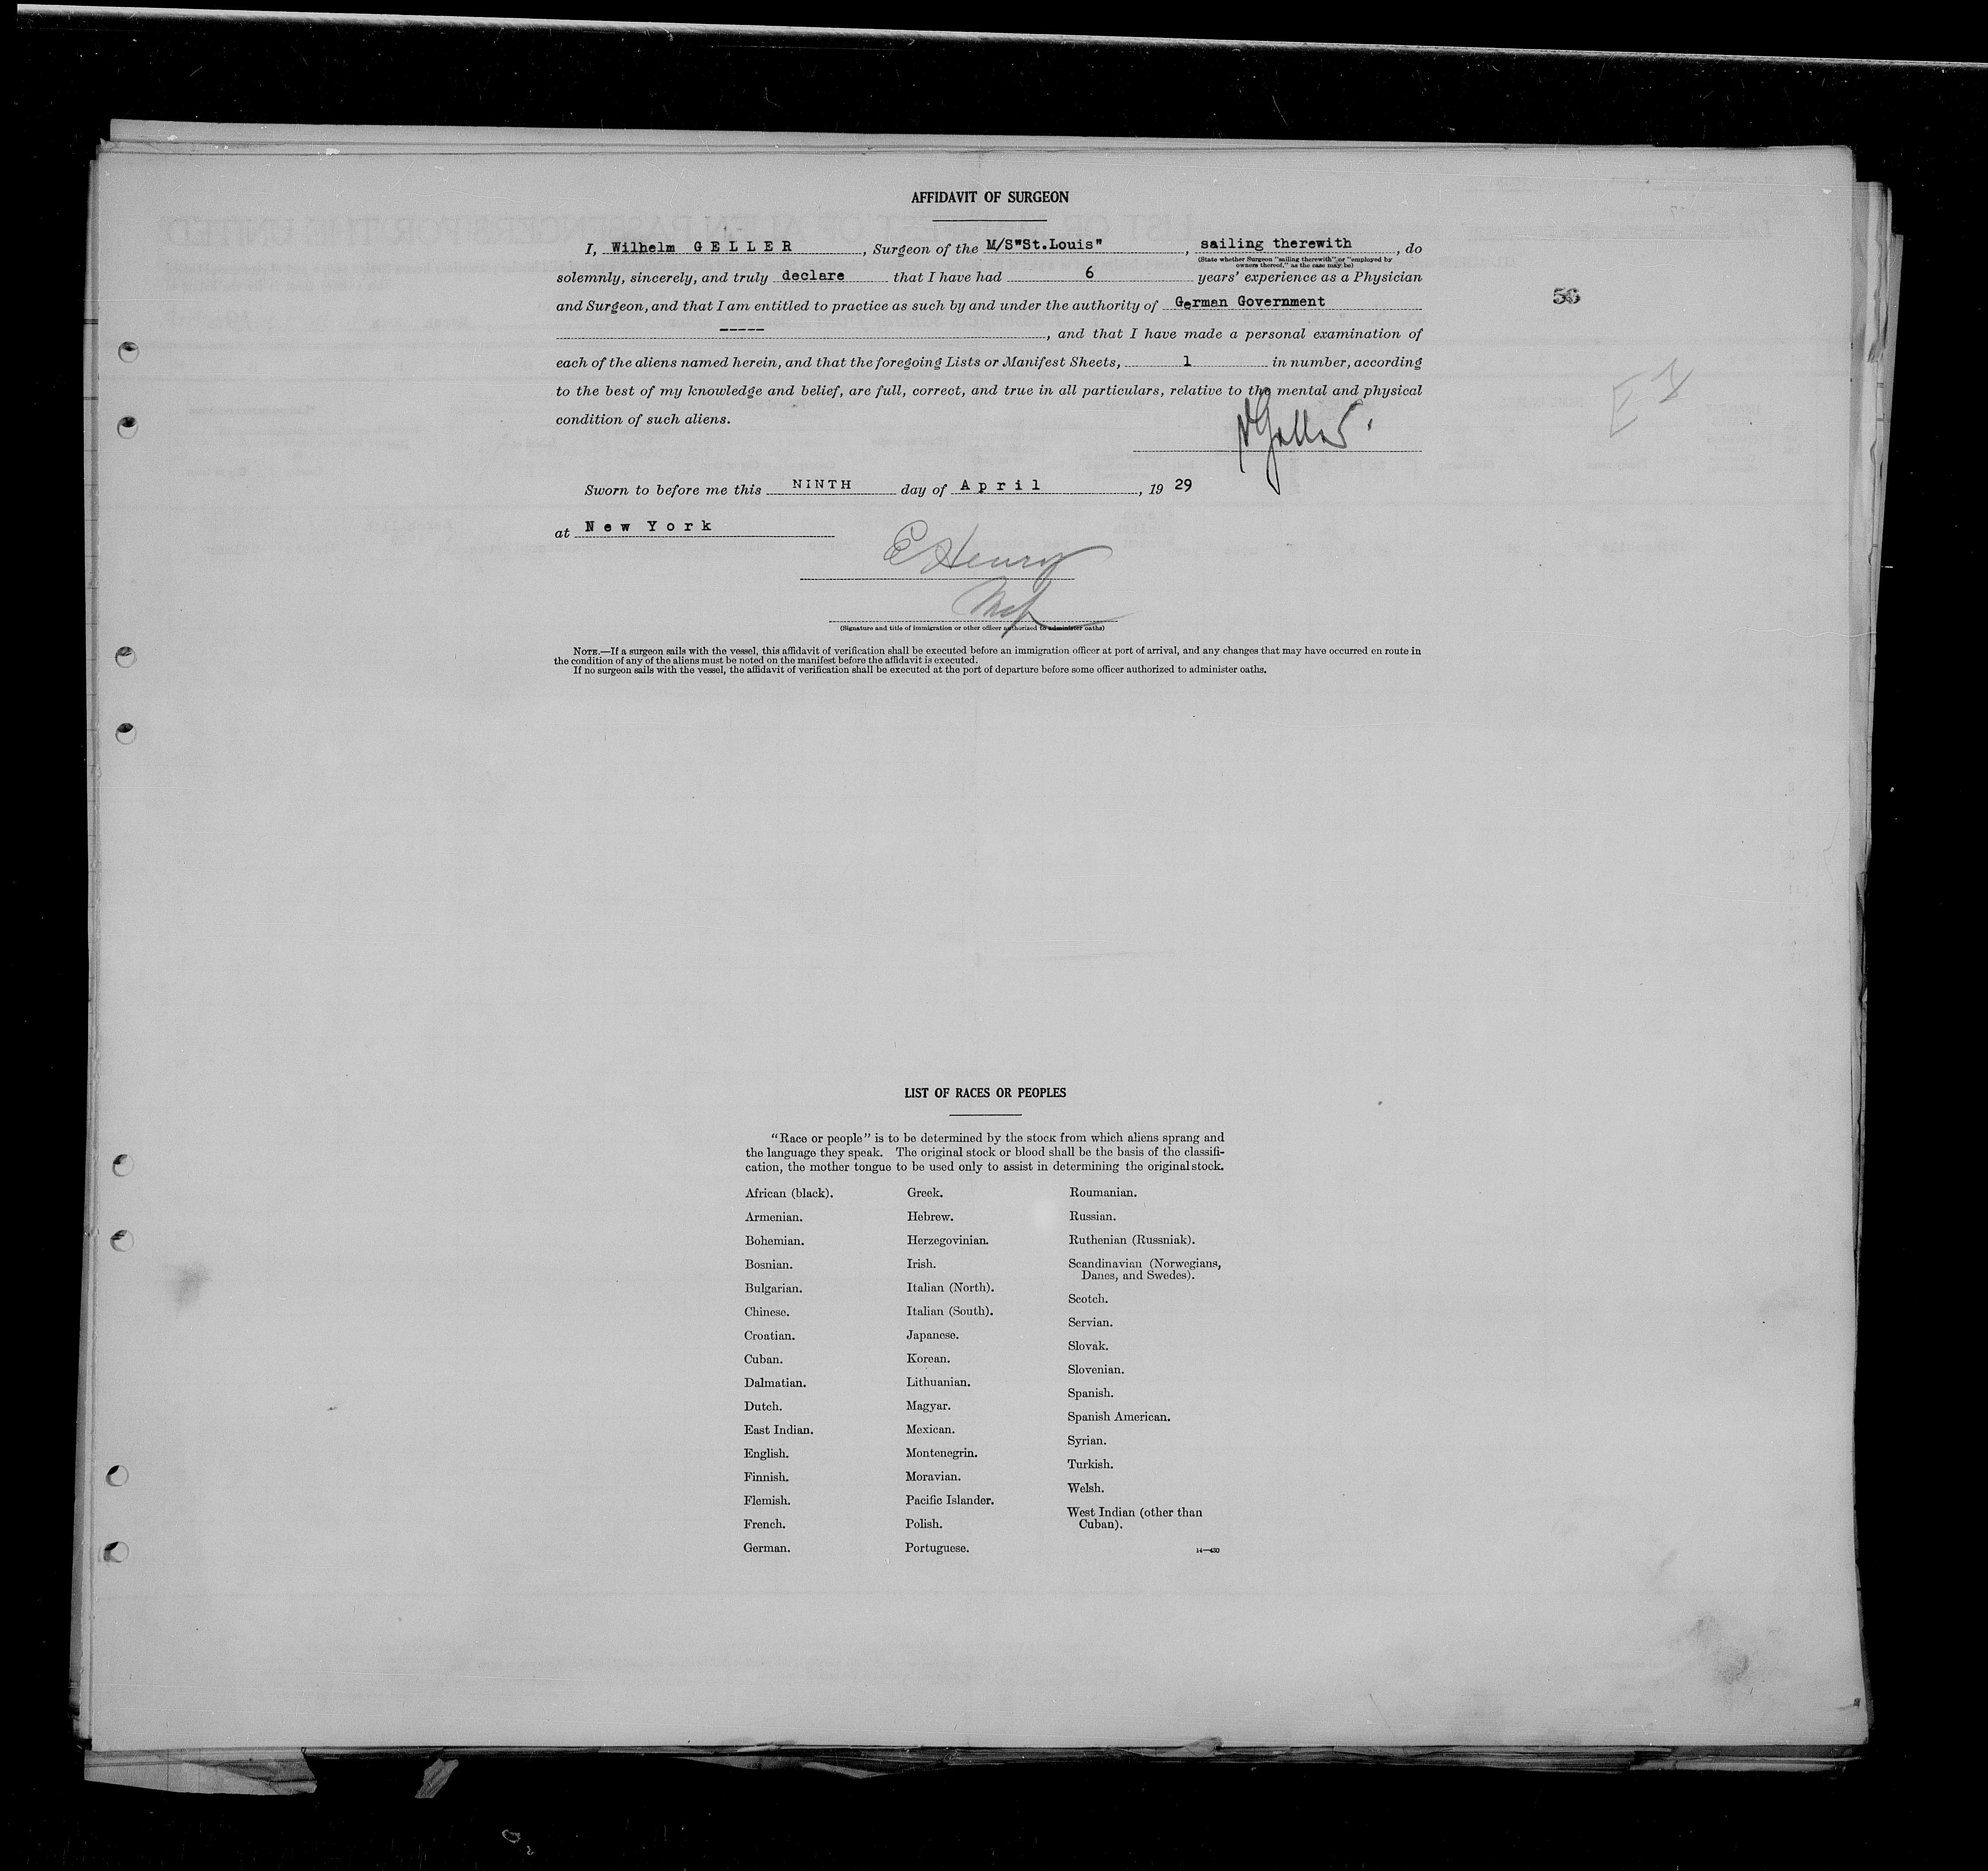 AFFIDAVIT OF SURGEON
I, Wilhelm G E L L E R, Surgeon of the M/S"St.Louis", sailing therewith, do
(State whether Surgeon "sailing therewith" or "employed by
owners thereof," as the case may be)
solemnly, sincerely, and truly declare that I have had 6 years' experience as a Physician
and Surgeon, and that I am entitled to practice as such by and under the authority of German Government
-----, and that I have made a personal examination of
each of the aliens named herein, and that the foregoing Lists or Manifest Sheets, 1 in number, according
to the best of my knowledge and belief, are full, correct, and true in all particulars, relative to the mental and physical
condition of such aliens.
56
WGeller.
Sworn to before me this NINTH day of A p r i l, 19 29
at N e w Y o r k
E Henry
(Signature and title of immigration or other officer authorized to administer oaths)
NOTE.—If a surgeon sails with the vessel, this affidavit of verification shall be executed before an immigration officer at port of arrival, and any changes that may have occurred en route in
the condition of any of the aliens must be noted on the manifest before the affidavit is executed.
If no surgeon sails with the vessel, the affidavit of verification shall be executed at the port of departure before some officer authorized to administer oaths.
LIST OF RACES OR PEOPLES
"Race or people" is to be determined by the stock from which aliens sprang and
the language they speak. The original stock or blood shall be the basis of the classifi-
cation, the mother tongue to be used only to assist in determining the original stock.
African (black).
Armenian.
Bohemian.
Bosnian.
Bulgarian.
Chinese.
Croatian.
Cuban.
Dalmatian.
Dutch.
East Indian.
English.
Finnish.
Flemish.
French.
German.
Greek.
Hebrew.
Herzegovinian.
Irish.
Italian (North).
Italian (South).
Japanese.
Korean.
Lithuanian.
Magyar.
Mexican.
Montenegrin.
Moravian.
Pacific Islander.
Polish.
Portuguese.
Roumanian.
Russian.
Ruthenian (Russniak).
Scandinavian (Norwegians,
Danes, and Swedes).
Scotch.
Servian.
Slovak.
Slovenian.
Spanish.
Spanish American.
Syrian.
Turkish.
Welsh.
West Indian (other than
Cuban).
14—430